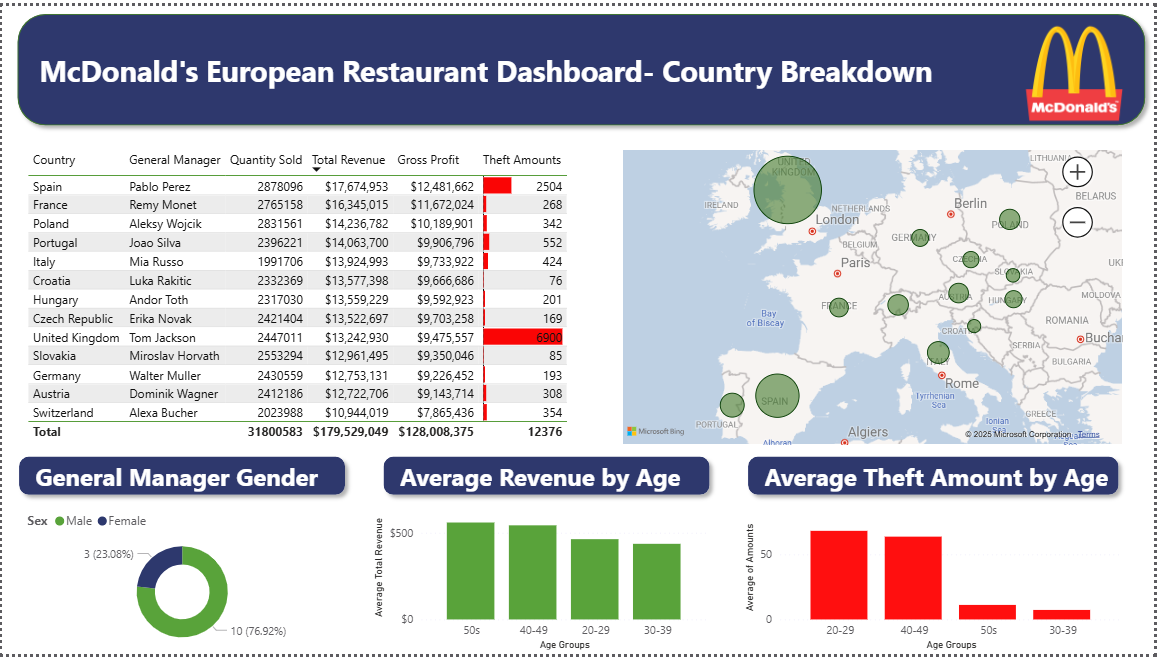 McDonald's European Restaurant Dashboard- Country Breakdown
McDonald's
Country General Manager Quantity Sold Total Revenue Gross Profit Theft Amounts
Spain Pablo Perez 2878096 $17,674,953 $12,481,662 2504
France Remy Monet 2765158 $16,345,015 $11,672,024 268
Poland Aleksy Wojcik 2831561 $14,236,782 $10,189,901 342
Portugal Joao Silva 2396221 $14,063,700 $9,906,796 552
Italy Mia Russo 1991706 $13,924,993 $9,733,922 424
Croatia Luka Rakitic 2332369 $13,577,398 $9,666,686 76
Hungary Andor Toth 2317030 $13,559,229 $9,592,923 201
Czech Republic Erika Novak 2421404 $13,522,697 $9,703,258 169
United Kingdom Tom Jackson 2447011 $13,242,930 $9,475,557 6900
Slovakia Miroslav Horvath 2553294 $12,961,495 $9,350,046 85
Germany Walter Muller 2430559 $12,753,131 $9,226,452 193
Austria Dominik Wagner 2412186 $12,722,706 $9,143,714 308
Switzerland Alexa Bucher 2023988 $10,944,019 $7,865,436 354
Total 31800583 $179,529,049 $128,008,375 12376
LITHUANIA
UNITED
KINGDOM
BELARUS
IRELAND
NETHERLANDS
Berlin
London
POLAND
GERMANY
BELGIUM
Paris
CZECHIA
SLOVAKIA
UKI
AUSTRIA
HUNGARY
MOLDOVA
FRANCE
Bay
of Biscay
ROMANIA
CROATIA
SERBIA
Buchar
ITALY
BULGARIA
Rome
SPAIN
Tyrrhenian
Sea
PORTUGAL
GREECE
Ionian
Sea
Algiers
Alboran
Microsoft Bing
© 2025 Microsoft Corporation Terms
General Manager Gender
Average Revenue by Age
Average Theft Amount by Age
Sex Male Female
3 (23.08%)
10 (76.92%)
Average Total Revenue
$500
$0
50s 40-49 20-29 30-39
Age Groups
Average of Amounts
50
0
20-29 40-49 50s 30-39
Age Groups